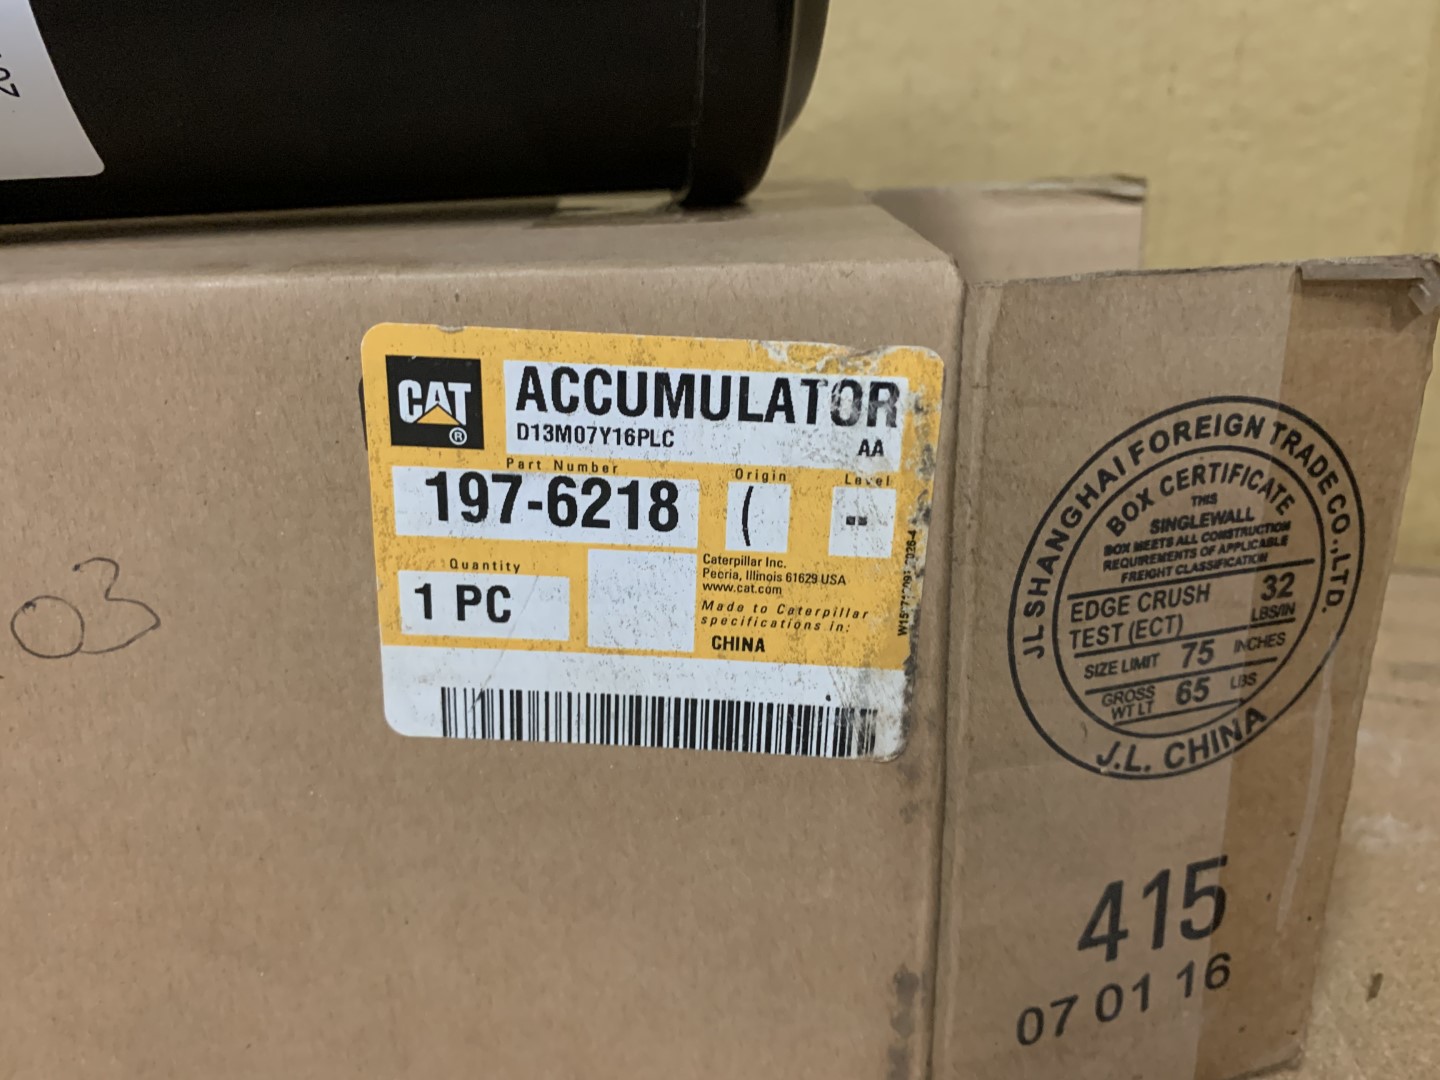 CAT
®
ACCUMULATOR
D13M07Y16PLC
AA
Part Number
Origin
Level
197-6218
(
--
Quantity
1 PC
Caterpillar Inc.
Peoria, Illinois 61629 USA
www.cat.com
Made to Caterpillar
specifications in:
CHINA
03
JL SHANGHAI FOREIGN TRADE CO.,LTD.
BOX CERTIFICATE
THIS
SINGLEWALL
BOX MEETS ALL CONSTRUCTION
REQUIREMENTS OF APPLICABLE
FREIGHT CLASSIFICATION
EDGE CRUSH 32
TEST (ECT) LBS/IN
SIZE LIMIT 75 INCHES
GROSS
WT LT 65 LBS
J.L. CHINA
415
07 01 16